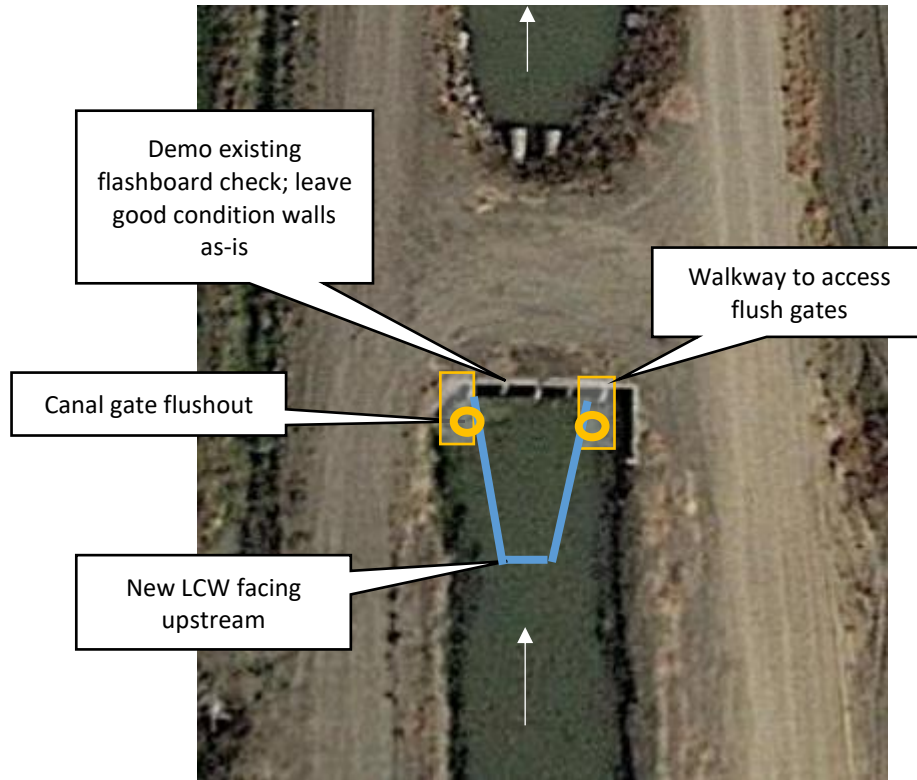 Demo existing
flashboard check; leave
good condition walls
as-is
Walkway to access
flush gates
Canal gate flushout
New LCW facing
upstream